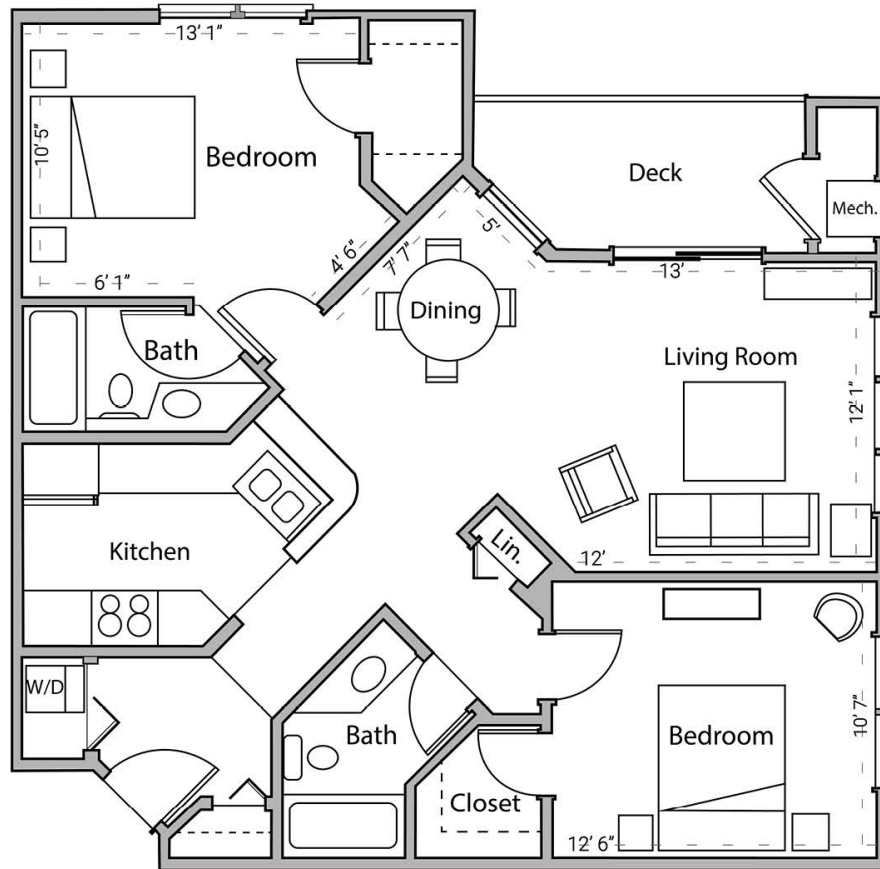 13' 1"
10' 5"
Bedroom
Deck
Mech.
4' 6"
7' 7"
5'
6' 1"
13'
Dining
Bath
Living Room
12' 1"
Kitchen
Lin.
12'
W/D
Bath
Bedroom
10' 7"
Closet
12' 6"